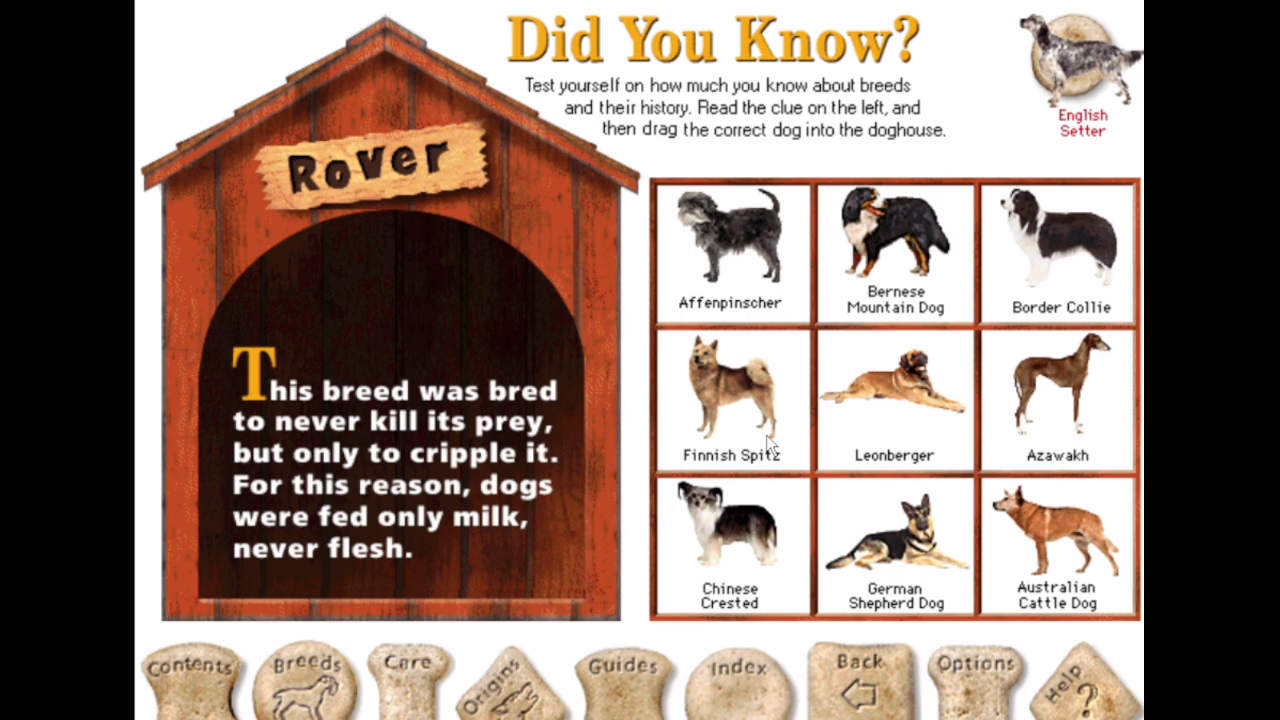 Did You Know?
Test yourself on how much you know about breeds
and their history. Read the clue on the left, and
then drag the correct dog into the doghouse.
English
Setter
Rover
This breed was bred
to never kill its prey,
but only to cripple it.
For this reason, dogs
were fed only milk,
never flesh.
Affenpinscher
Bernese
Mountain Dog
Border Collie
Finnish Spitz
Leonberger
Azawakh
Chinese
Crested
German
Shepherd Dog
Australian
Cattle Dog
Contents
Breeds
Care
Origins
Guides
Index
Back
Options
Help
?